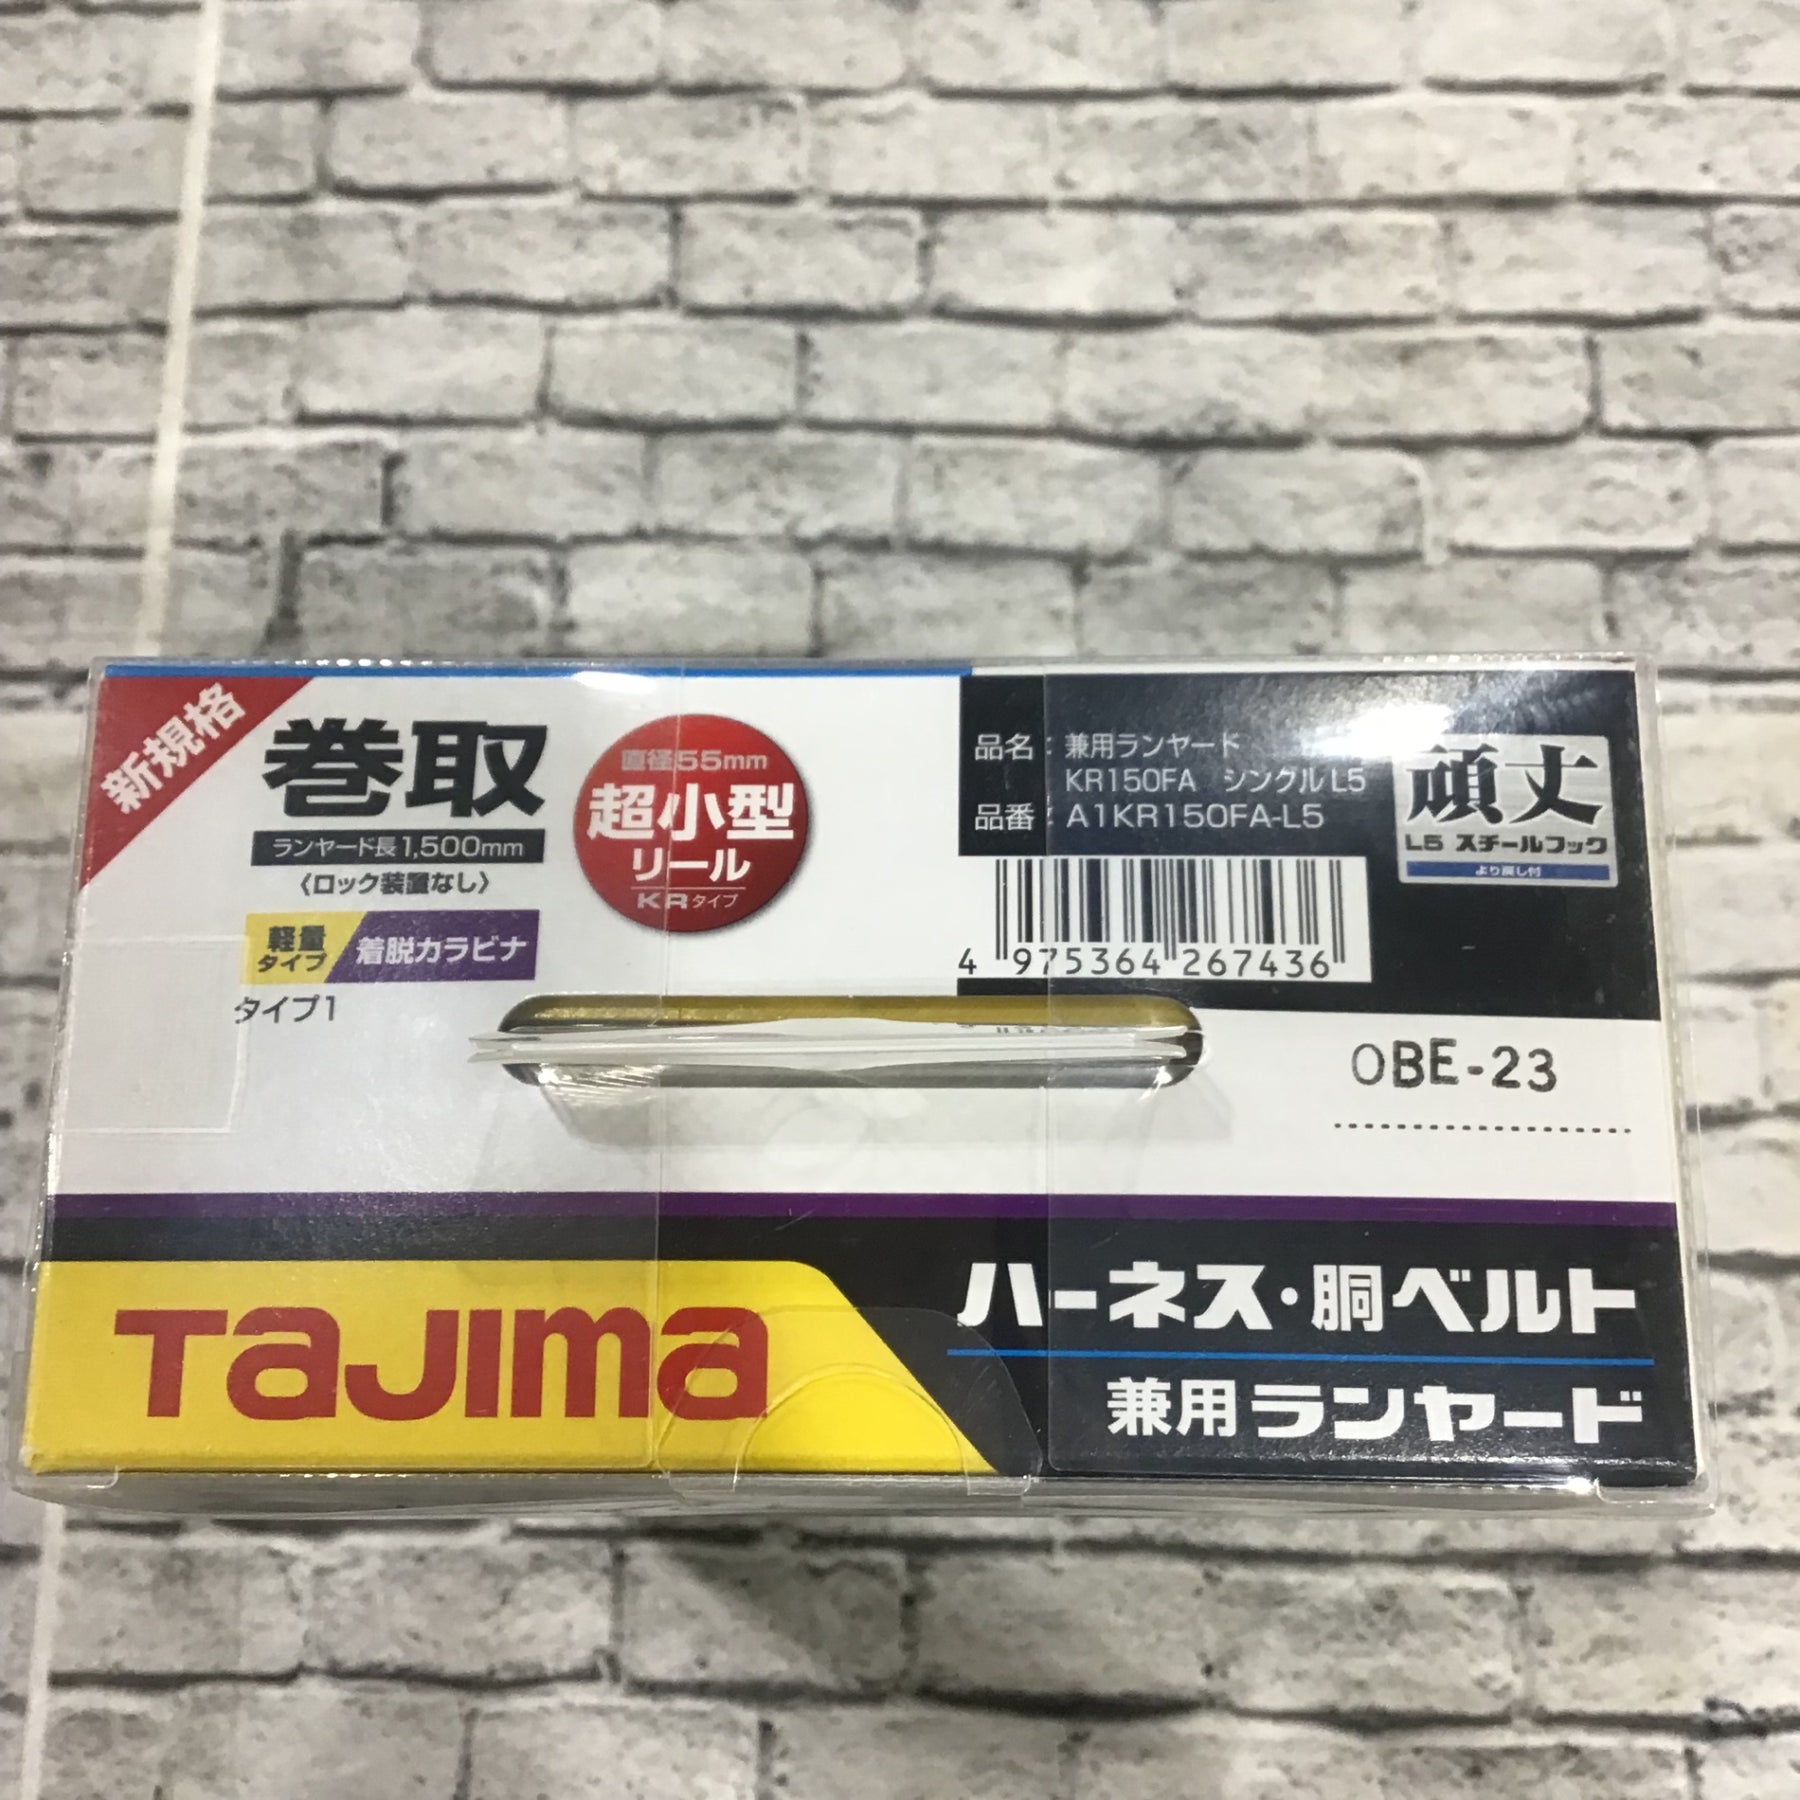 新規格
巻取
ランヤード長1,500mm
〈ロック装置なし〉
軽量
タイプ
着脱カラビナ
タイプ1
直径55mm
超小型
リール
KRタイプ
品名:兼用ランヤード
KR150FA シングルL5
品番:A1KR150FA-L5
4 975364 267436
頑丈
L5 スチールフック
より戻し付
OBE-23
TaJIma
ハーネス・胴ベルト
兼用ランヤード